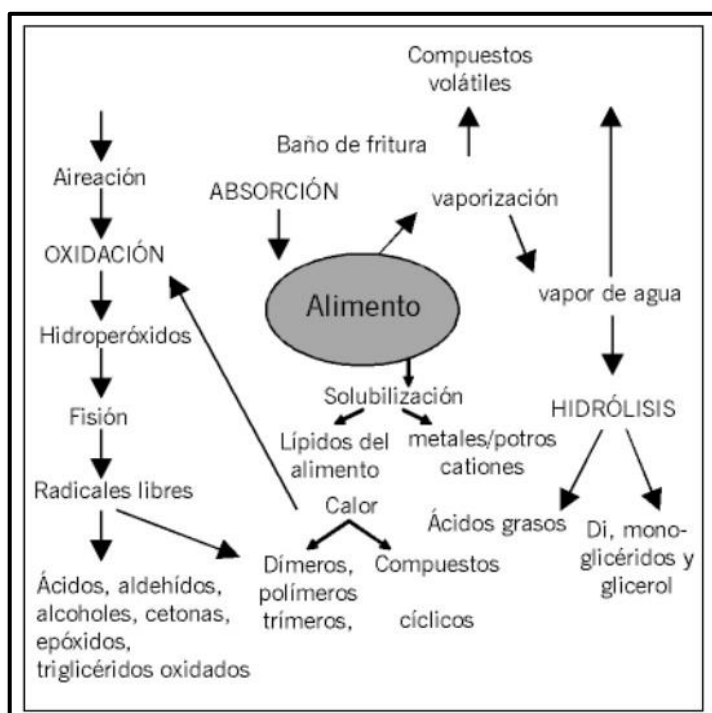 Compuestos
volátiles
Baño de fritura
Aireación
ABSORCIÓN
vaporización
OXIDACIÓN
Alimento
vapor de agua
Hidroperóxidos
Solubilización
HIDRÓLISIS
Fisión
Lípidos del
alimento
metales/potros
cationes
Radicales libres
Calor
Ácidos grasos
Di, mono-
glicéridos y
glicerol
Ácidos, aldehídos,
alcoholes, cetonas,
epóxidos,
triglicéridos oxidados
Dímeros,
polímeros
trímeros,
Compuestos
cíclicos